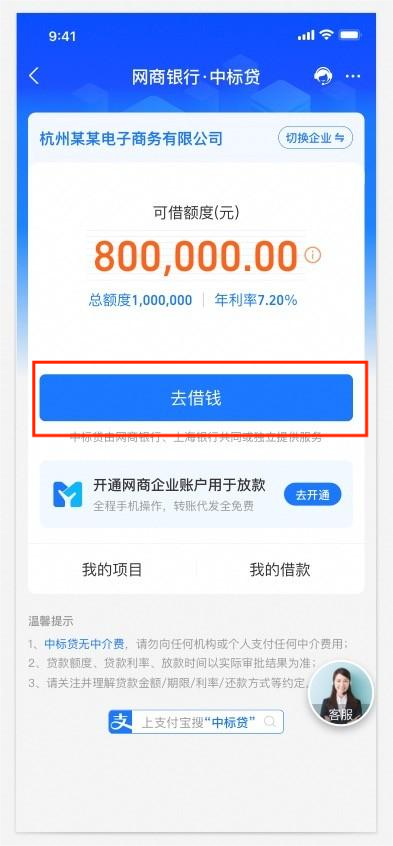 9:41
网商银行·中标贷
杭州某某电子商务有限公司
切换企业
可借额度(元)
800,000.00
总额度1,000,000 年利率7.20%
去借钱
中标贷由网商银行、上海银行共同或独立提供服务
开通网商企业账户用于放款
全程手机操作，转账代发全免费
去开通
我的项目 我的借款
温馨提示
1、中标贷无中介费，请勿向任何机构或个人支付任何中介费用；
2、贷款额度、贷款利率、放款时间以实际审批结果为准；
3、请关注并理解贷款金额/期限/利率/还款方式等约定。
客服
支 上支付宝搜“中标贷”